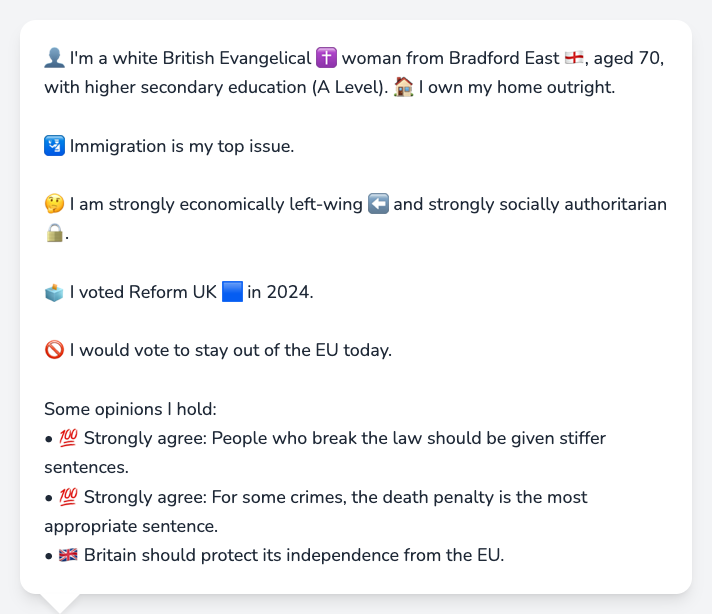 👤 I'm a white British Evangelical ✝️ woman from Bradford East 🏴󠁧󠁢󠁥󠁮󠁧󠁿, aged 70,
with higher secondary education (A Level). 🏠 I own my home outright.
🛂 Immigration is my top issue.
🤔 I am strongly economically left-wing ⬅️ and strongly socially authoritarian
🔒.
🗳️ I voted Reform UK 🟦 in 2024.
🚫 I would vote to stay out of the EU today.
Some opinions I hold:
• 💯 Strongly agree: People who break the law should be given stiffer
sentences.
• 💯 Strongly agree: For some crimes, the death penalty is the most
appropriate sentence.
• 🇬🇧 Britain should protect its independence from the EU.